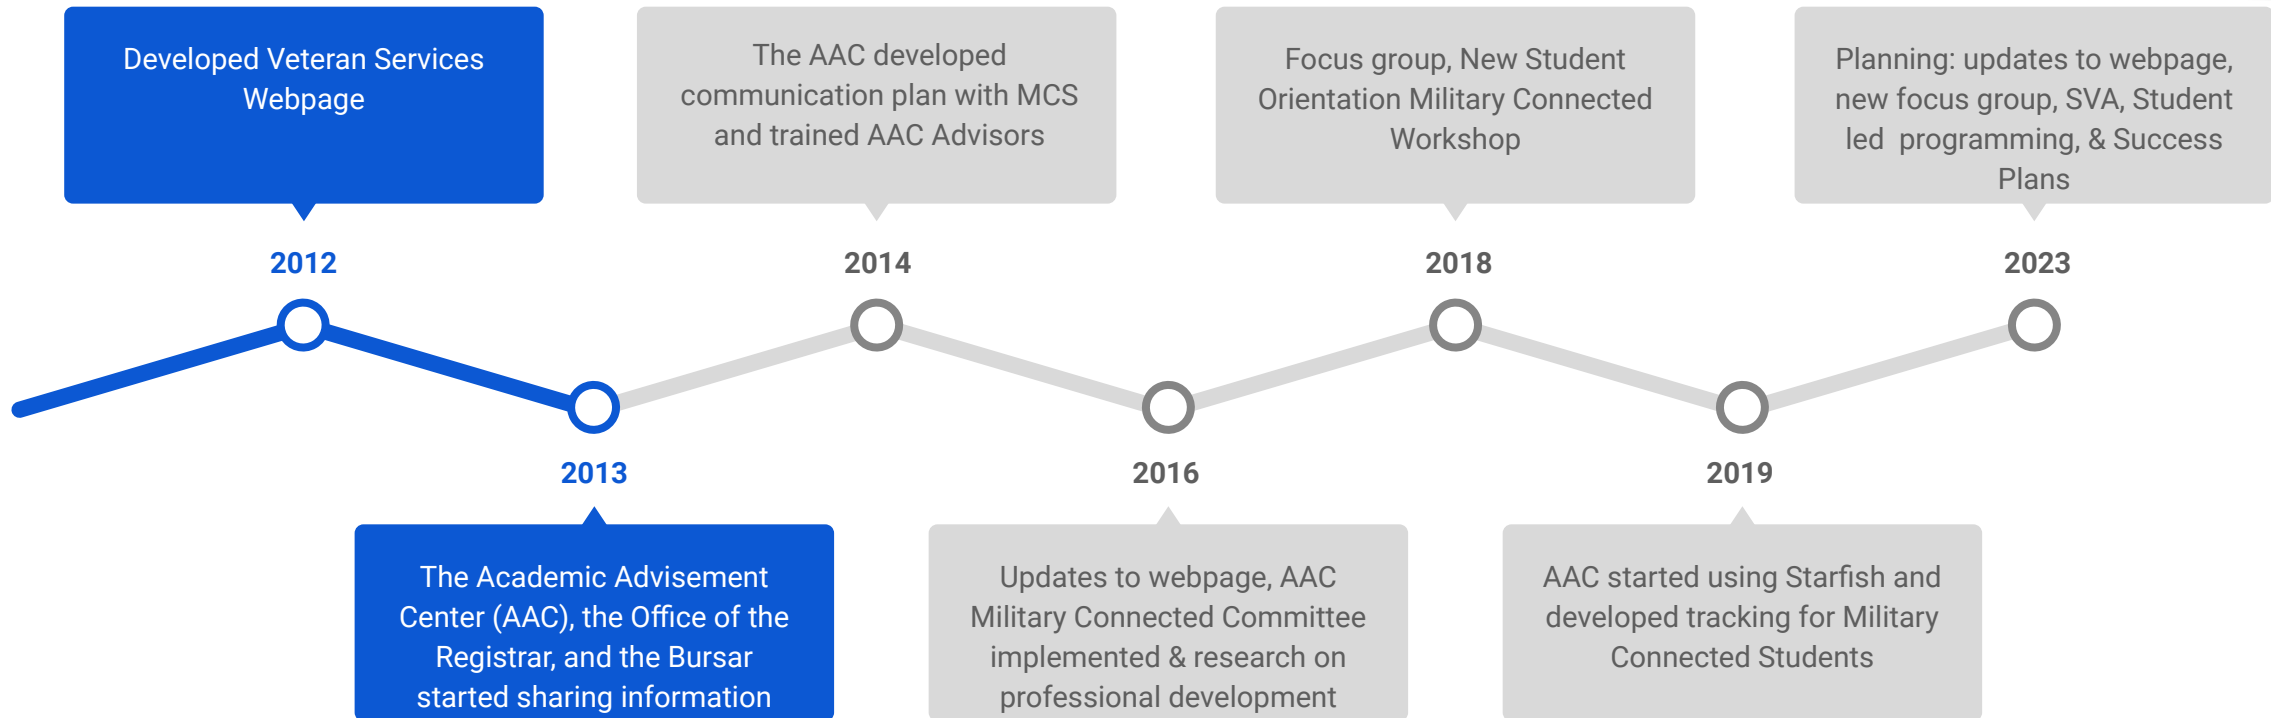 Developed Veteran Services
Webpage
2012
The Academic Advisement
Center (AAC), the Office of the
Registrar, and the Bursar
started sharing information
2013
The AAC developed
communication plan with MCS
and trained AAC Advisors
2014
Updates to webpage, AAC
Military Connected Committee
implemented & research on
professional development
2016
Focus group, New Student
Orientation Military Connected
Workshop
2018
AAC started using Starfish and
developed tracking for Military
Connected Students
2019
Planning: updates to webpage,
new focus group, SVA, Student
led  programming, & Success
Plans
2023